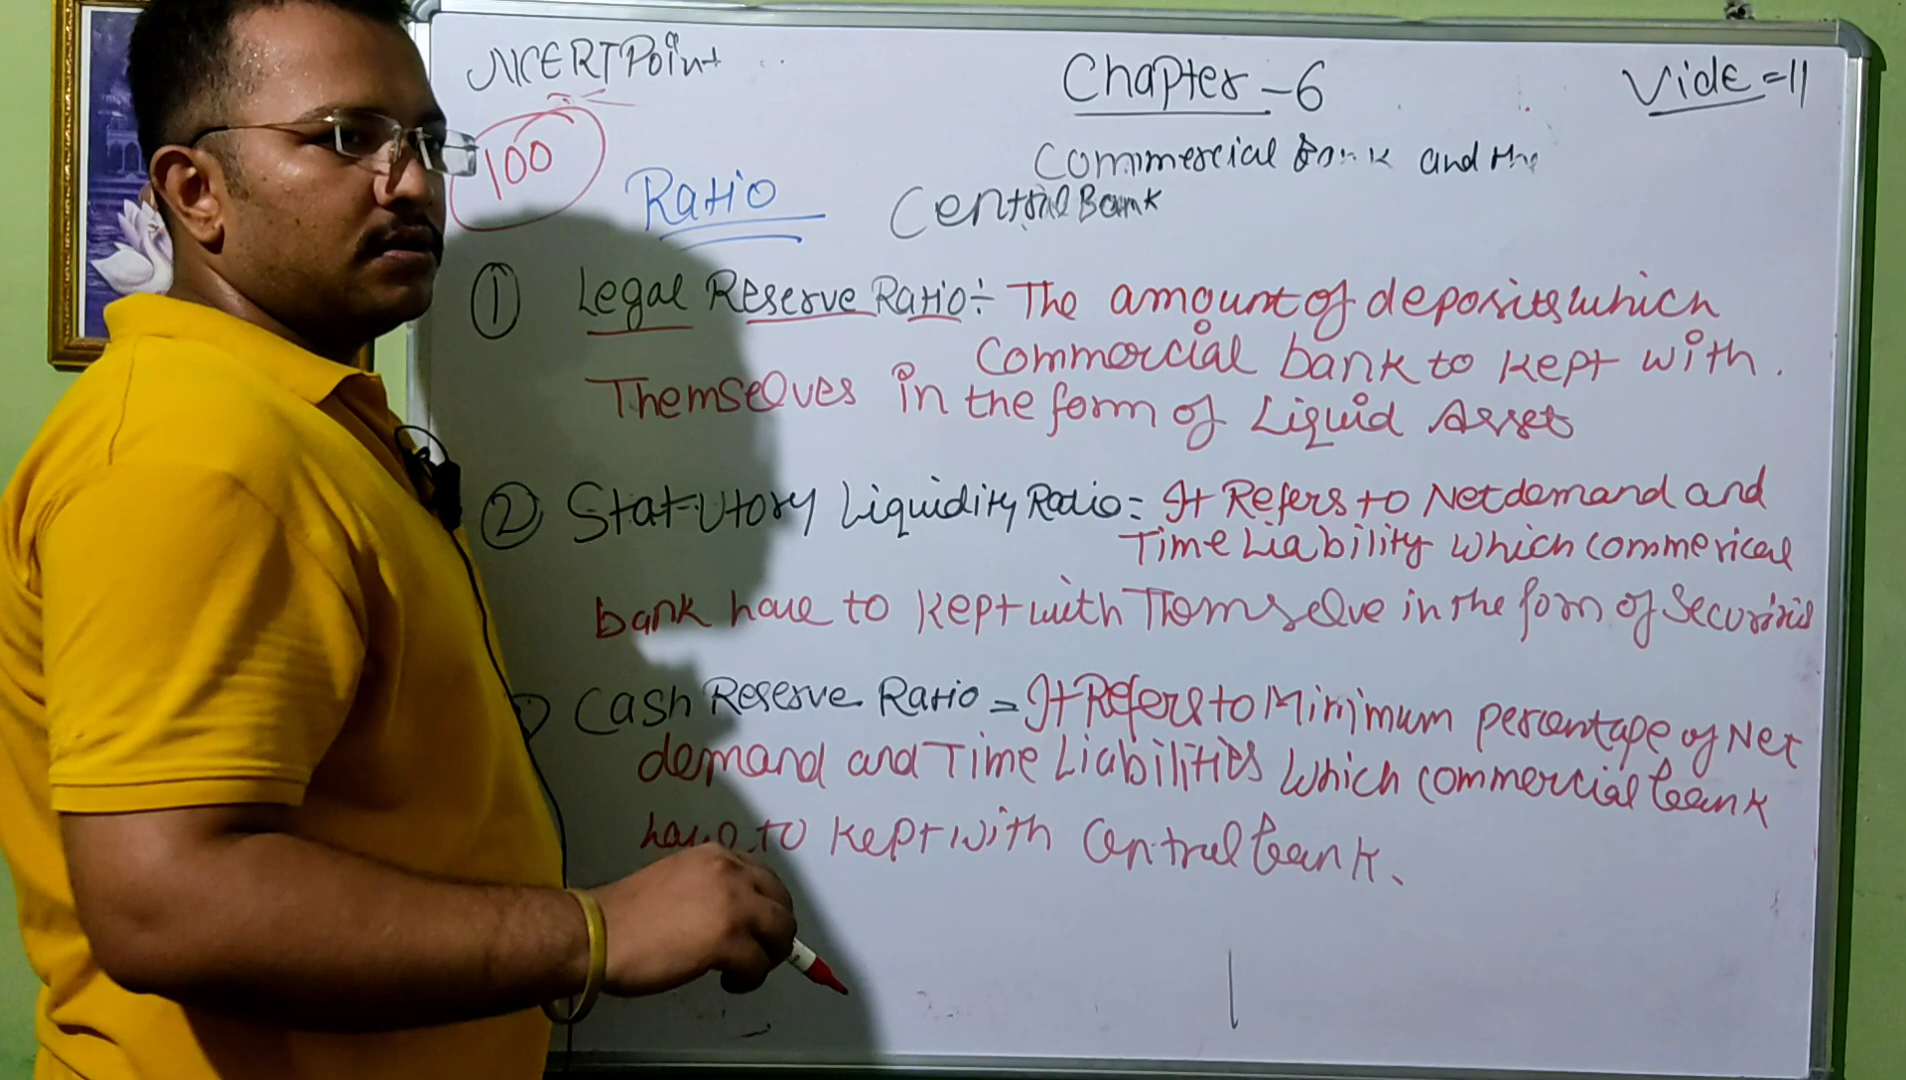 NCERT Point
Chapter - 6
Vide = 11
100
Commercial Bank and the
Ratio
Central Bank
① Legal Reserve Ratio ÷ The amount of deposits which
commercial bank to kept with .
Themselves in the form of Liquid Assets
② Statutory Liquidity Ratio = It Refers to Net demand and
Time Liability which commerical
bank have to kept with Themselve in the form of
Cash Reserve Ratio = It Refers to Minimum percentage of Net
demand and Time Liabilities which commercial bank
have to kept with Central bank.